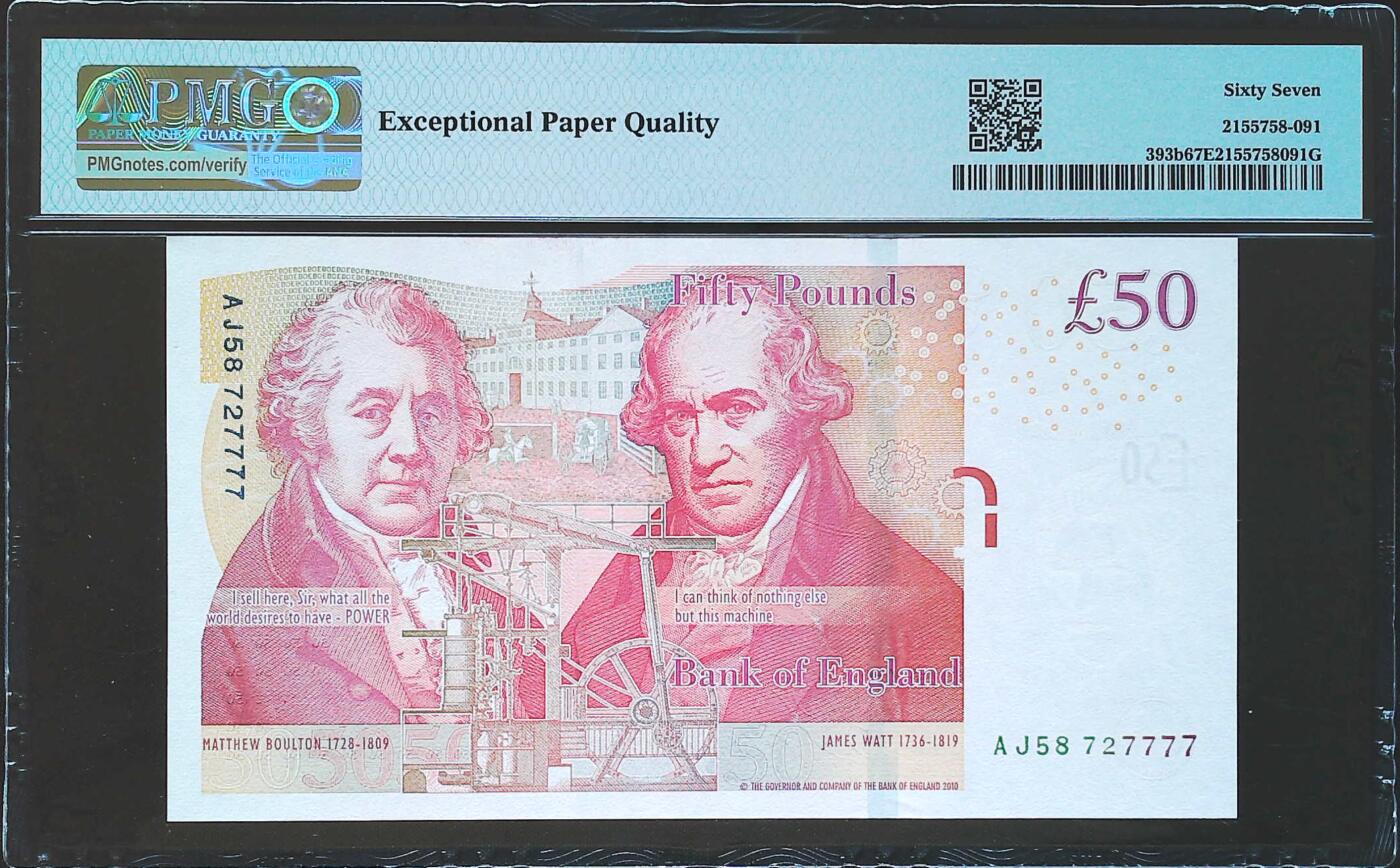 PMG
PAPER MONEY GUARANTY
PMGnotes.com/verify
Exceptional Paper Quality
Sixty Seven
2155758-091
393b67E2155758091G
Fifty Pounds
£50
AJ58 727777
I sell here, Sir, what all the
world desires to have - POWER
I can think of nothing else
but this machine
Bank of England
MATTHEW BOULTON 1728-1809
JAMES WATT 1736-1819
AJ58 727777
© THE GOVERNOR AND COMPANY OF THE BANK OF ENGLAND 2010
50
50